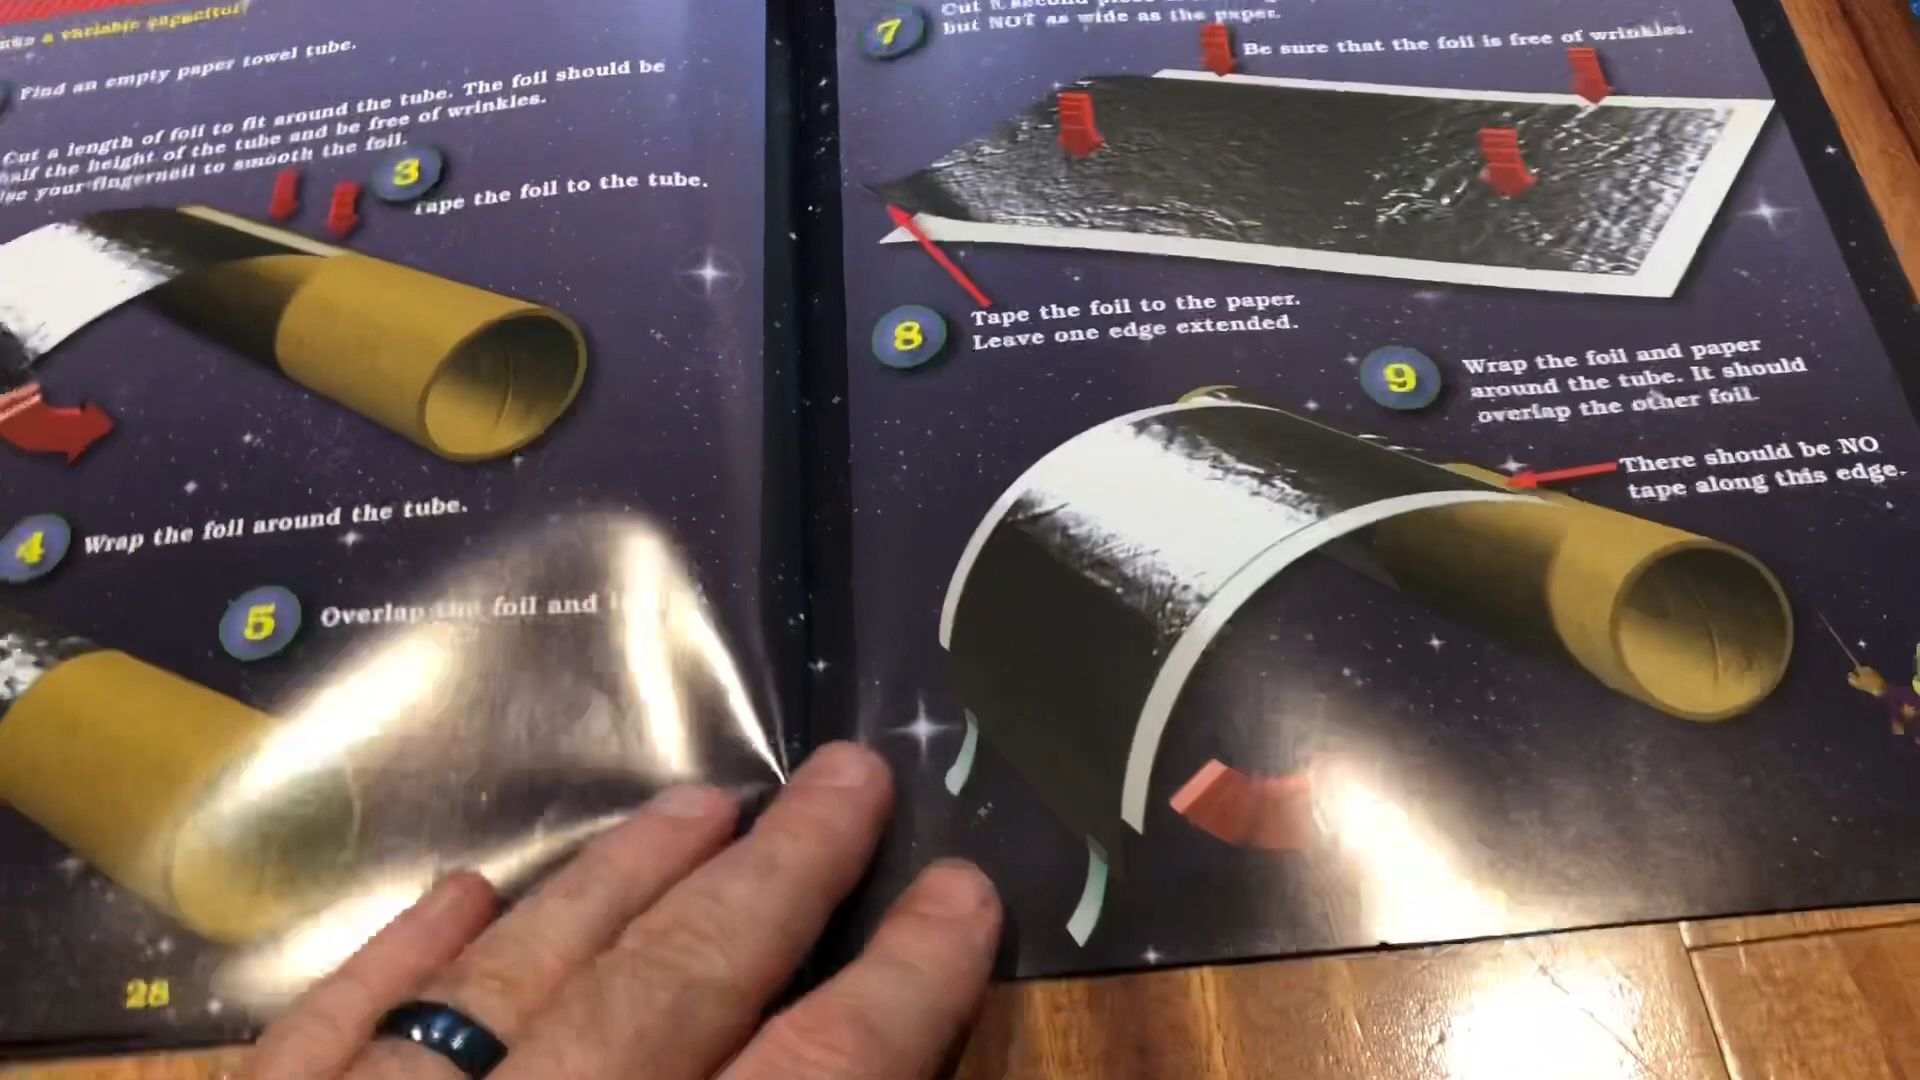 a variable capacitor
Find an empty paper towel tube.
Cut a length of foil to fit around the tube. The foil should be
half the height of the tube and be free of wrinkles.
Use your fingernail to smooth the foil.
3
Tape the foil to the tube.
4
Wrap the foil around the tube.
5
Overlap the foil and
28
7
Cut a second piece
but NOT as wide as the paper.
Be sure that the foil is free of wrinkles.
8
Tape the foil to the paper.
Leave one edge extended.
9
Wrap the foil and paper
around the tube. It should
overlap the other foil.
There should be NO
tape along this edge.